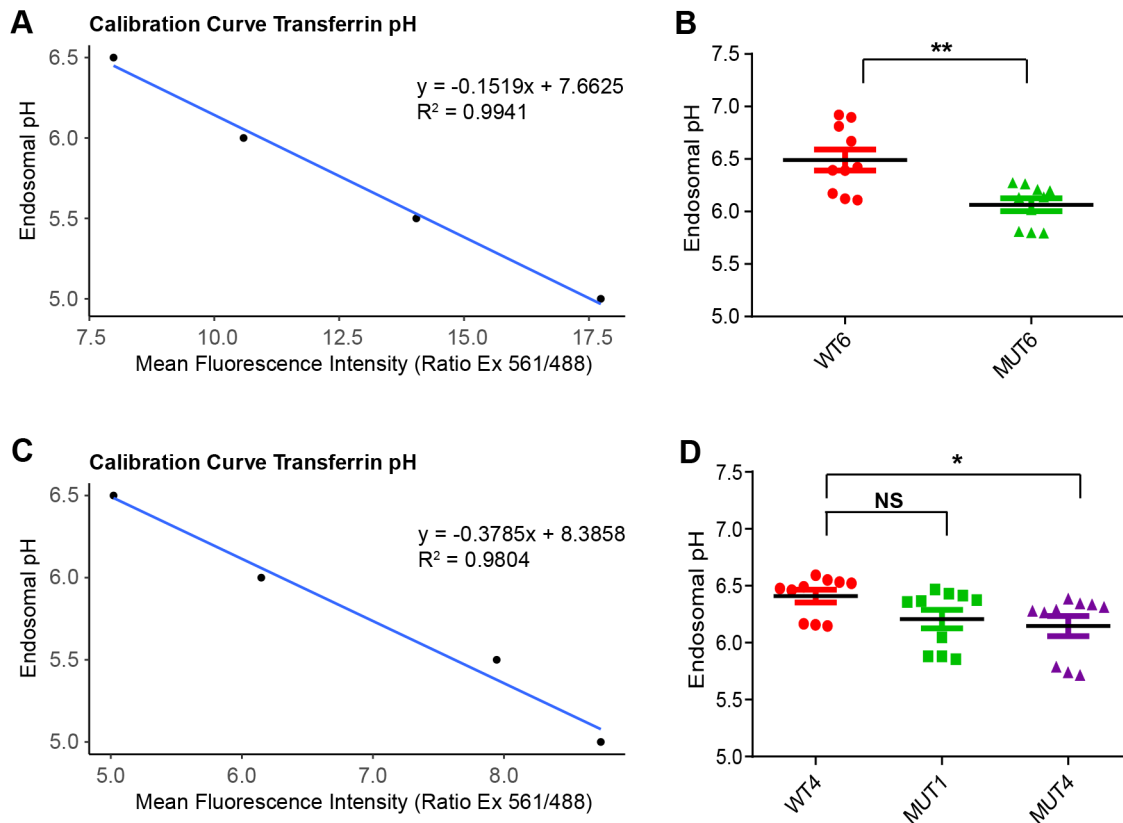 A
Calibration Curve Transferrin pH
y = -0.1519x + 7.6625
R² = 0.9941
Endosomal pH
6.5
6.0
5.5
5.0
7.5
10.0
12.5
15.0
17.5
Mean Fluorescence Intensity (Ratio Ex 561/488)
B
**
Endosomal pH
7.5
7.0
6.5
6.0
5.5
5.0
WT6
MUT6
C
Calibration Curve Transferrin pH
y = -0.3785x + 8.3858
R² = 0.9804
Endosomal pH
6.5
6.0
5.5
5.0
5.0
6.0
7.0
8.0
Mean Fluorescence Intensity (Ratio Ex 561/488)
D
*
NS
Endosomal pH
7.5
7.0
6.5
6.0
5.5
5.0
WT4
MUT1
MUT4